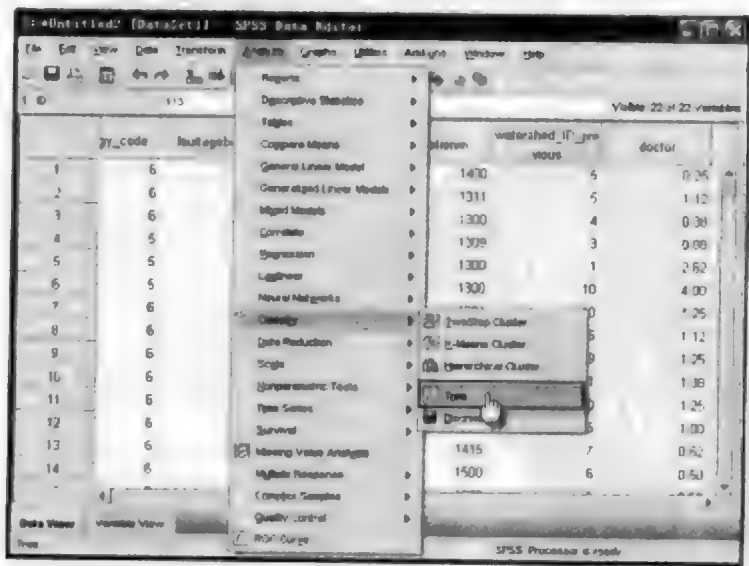 *Untitled2 [DataSet1] SPSS Data Editor
File Edit View Data Transform Analyze Graphs Utilities Add-ons Window Help
1 : ID
Visible: 22 of 22 Variables
py_code
watershed_ID_previous
doctor
1 6 1430 6 0.25
2 6 1311 5 1.12
3 6 1300 4 0.38
4 5 1309 3 0.88
5 5 1300 1 2.62
6 5 1300 10 4.00
7 6 1.25
8 6 1.12
9 6 1.25
10 6 1.38
11 6 1.25
12 6 1.00
13 6 1415 7 0.62
14 6 1500 6 0.50
Reports
Descriptive Statistics
Tables
Compare Means
General Linear Model
Generalized Linear Models
Mixed Models
Correlate
Regression
Loglinear
Neural Networks
Classify
Data Reduction
Scale
Nonparametric Tests
Time Series
Survival
Missing Value Analysis
Multiple Response
Complex Samples
Quality Control
ROC Curve
TwoStep Cluster
K-Means Cluster
Hierarchical Cluster
Tree
Data View Variable View
Tree
SPSS Processor is ready